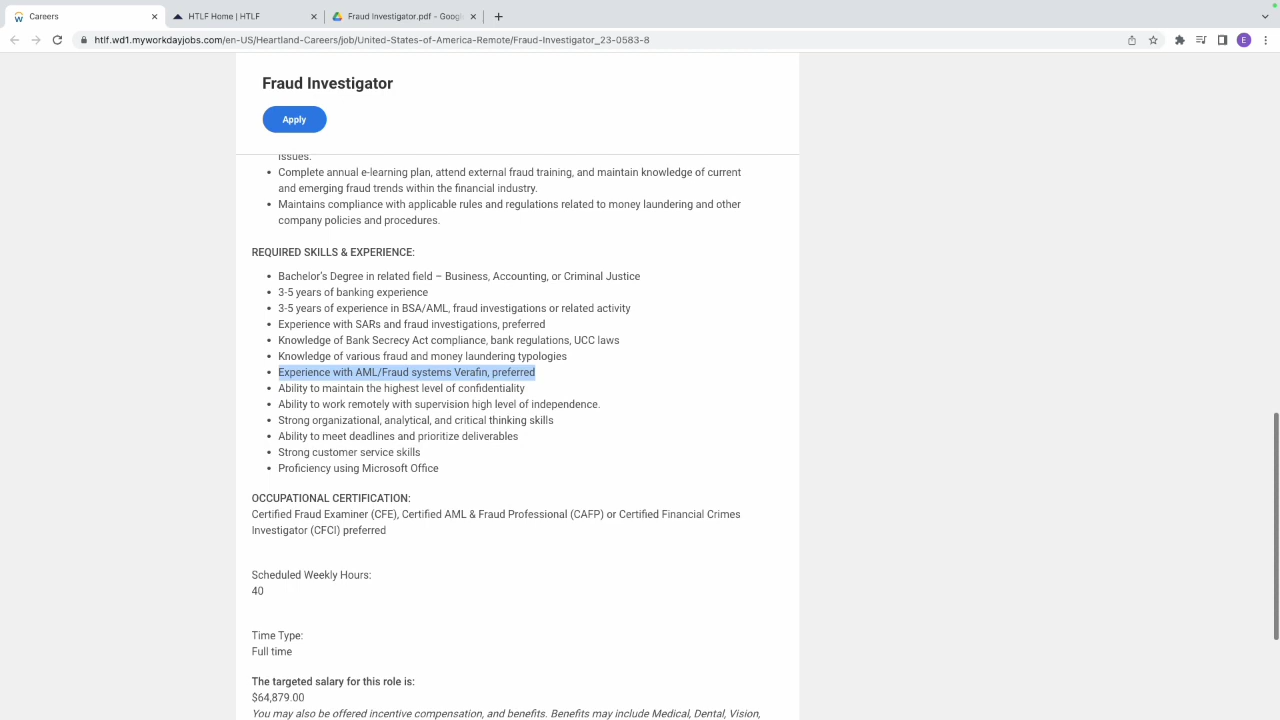 Careers
HTLF Home | HTLF
Fraud Investigator.pdf - Googl
htlf.wd1.myworkdayjobs.com/en-US/Heartland-Careers/job/United-States-of-America-Remote/Fraud-Investigator_23-0583-8
E
Fraud Investigator
Apply
issues.
• Complete annual e-learning plan, attend external fraud training, and maintain knowledge of current
and emerging fraud trends within the financial industry.
• Maintains compliance with applicable rules and regulations related to money laundering and other
company policies and procedures.
REQUIRED SKILLS & EXPERIENCE:
• Bachelor's Degree in related field – Business, Accounting, or Criminal Justice
• 3-5 years of banking experience
• 3-5 years of experience in BSA/AML, fraud investigations or related activity
• Experience with SARs and fraud investigations, preferred
• Knowledge of Bank Secrecy Act compliance, bank regulations, UCC laws
• Knowledge of various fraud and money laundering typologies
• Experience with AML/Fraud systems Verafin, preferred
• Ability to maintain the highest level of confidentiality
• Ability to work remotely with supervision high level of independence.
• Strong organizational, analytical, and critical thinking skills
• Ability to meet deadlines and prioritize deliverables
• Strong customer service skills
• Proficiency using Microsoft Office
OCCUPATIONAL CERTIFICATION:
Certified Fraud Examiner (CFE), Certified AML & Fraud Professional (CAFP) or Certified Financial Crimes
Investigator (CFCI) preferred
Scheduled Weekly Hours:
40
Time Type:
Full time
The targeted salary for this role is:
$64,879.00
You may also be offered incentive compensation, and benefits. Benefits may include Medical, Dental, Vision,